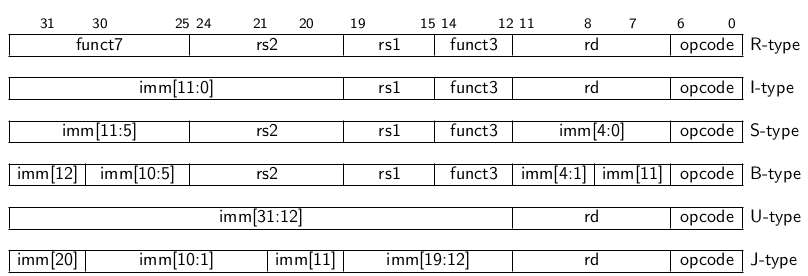 31 30 25 24 21 20 19 15 14 12 11 8 7 6 0
funct7 rs2 rs1 funct3 rd opcode R-type
imm[11:0] rs1 funct3 rd opcode I-type
imm[11:5] rs2 rs1 funct3 imm[4:0] opcode S-type
imm[12] imm[10:5] rs2 rs1 funct3 imm[4:1] imm[11] opcode B-type
imm[31:12] rd opcode U-type
imm[20] imm[10:1] imm[11] imm[19:12] rd opcode J-type